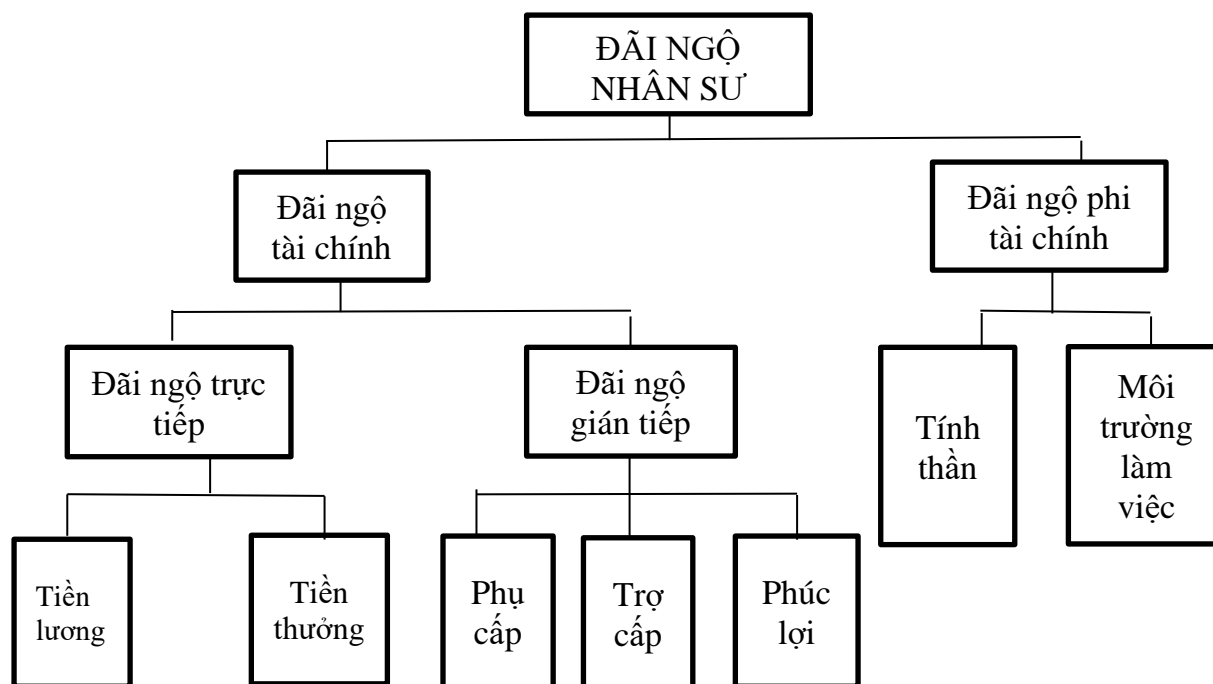 ĐÃI NGỘ
NHÂN SƯ
Đãi ngộ
tài chính
Đãi ngộ phi
tài chính
Đãi ngộ trực
tiếp
Đãi ngộ
gián tiếp
Tính
thần
Môi
trường
làm
việc
Tiền
lương
Tiền
thưởng
Phụ
cấp
Trợ
cấp
Phúc
lợi